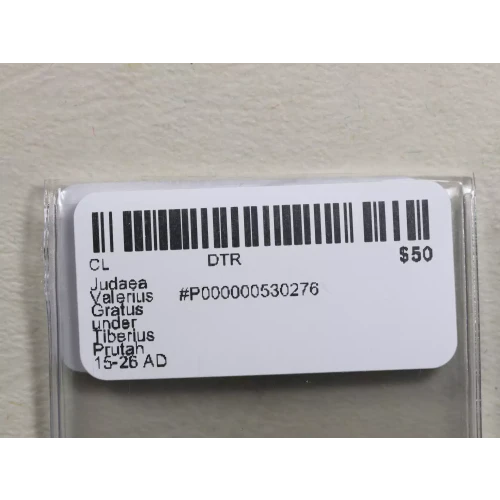 CL DTR $50
Judaea
Valerius #P000000530276
Gratus
under
Tiberius
Prutah
15-26 AD